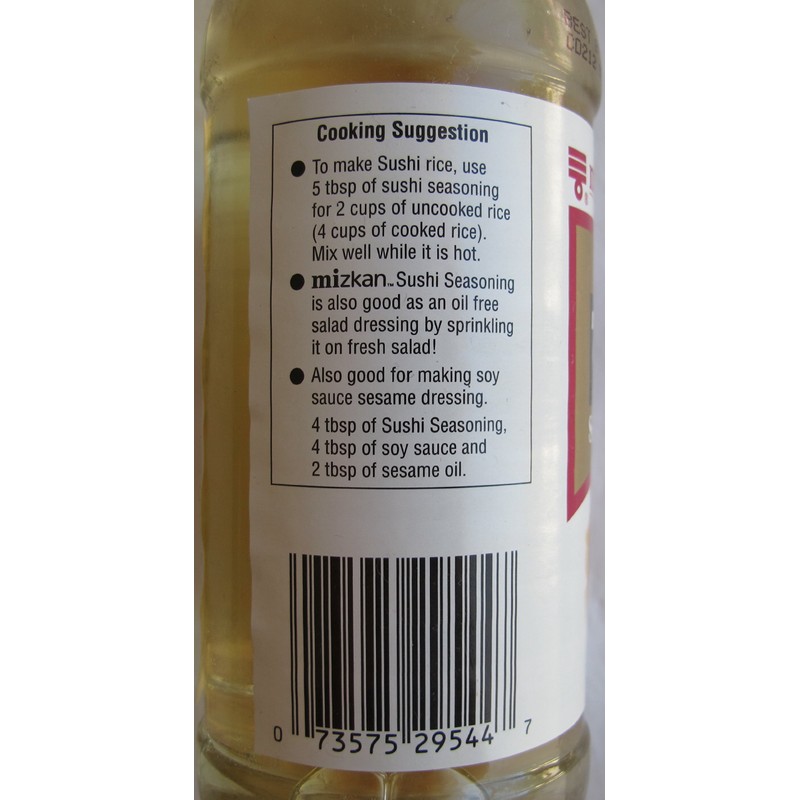 BEST
CD212
Cooking Suggestion
● To make Sushi rice, use
5 tbsp of sushi seasoning
for 2 cups of uncooked rice
(4 cups of cooked rice).
Mix well while it is hot.
● mizkan™ Sushi Seasoning
is also good as an oil free
salad dressing by sprinkling
it on fresh salad!
● Also good for making soy
sauce sesame dressing.
4 tbsp of Sushi Seasoning,
4 tbsp of soy sauce and
2 tbsp of sesame oil.
0 73575 29544 7